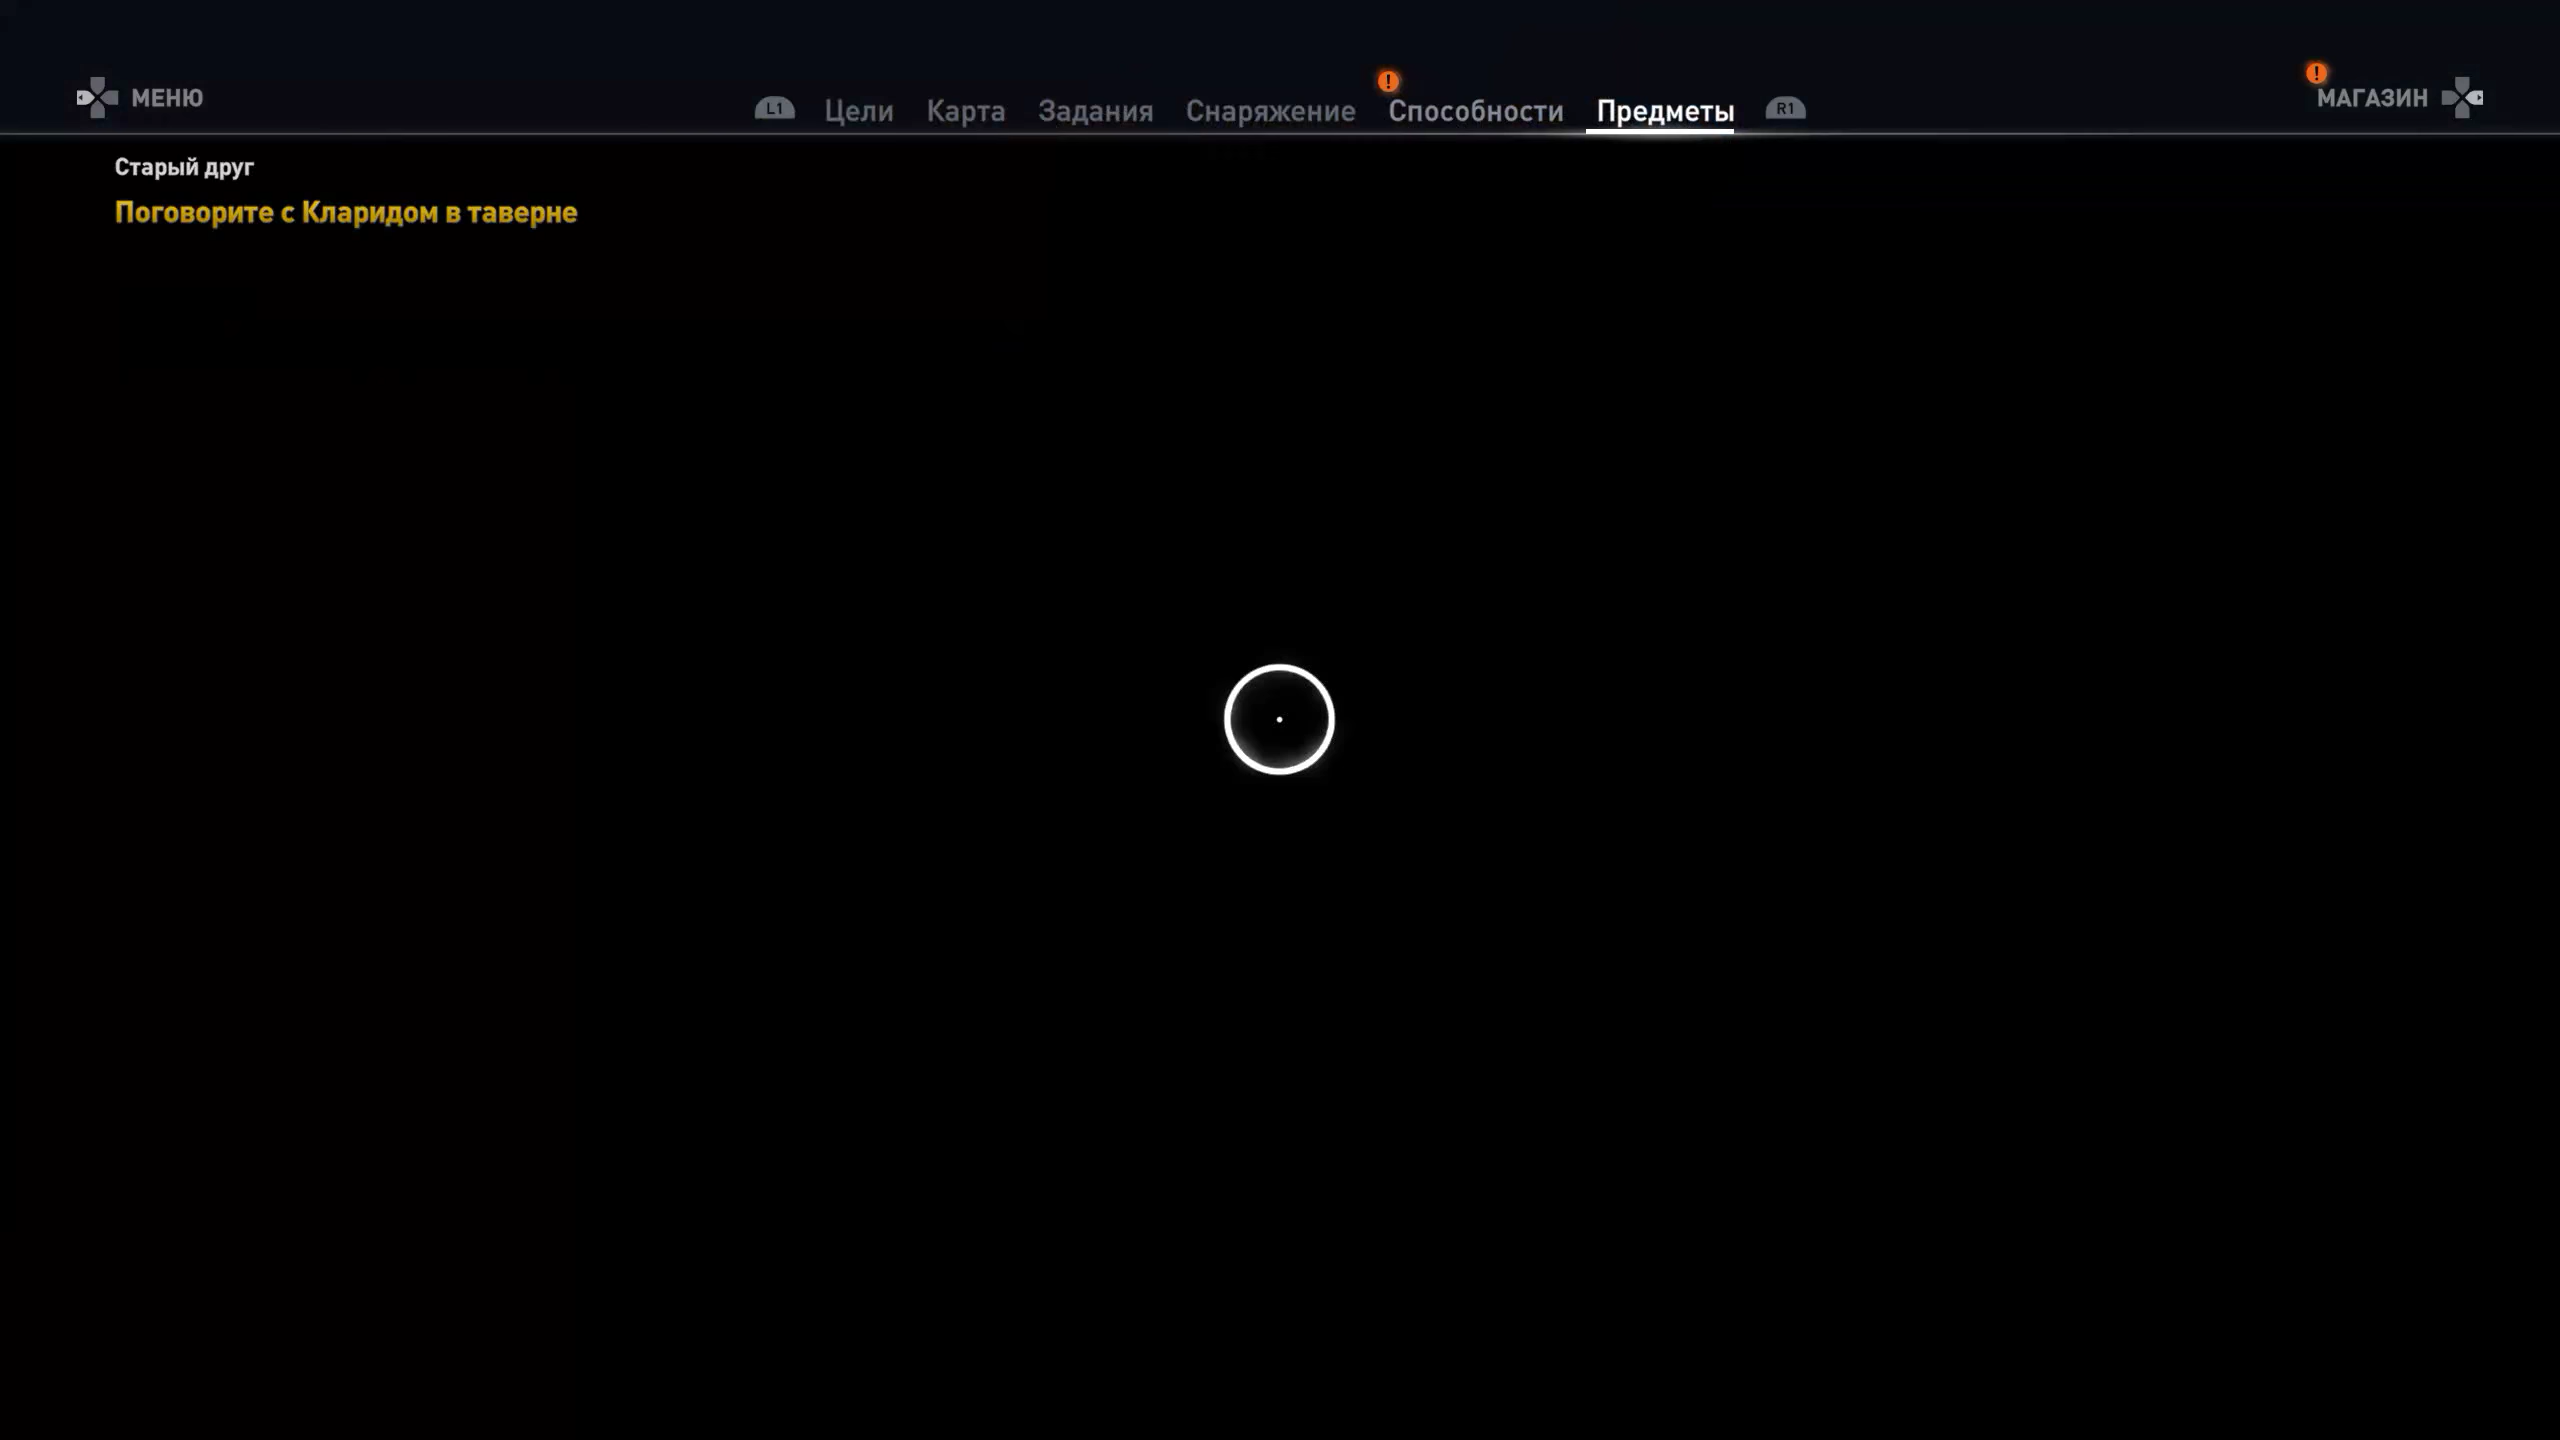 МЕНЮ
L1 Цели Карта Задания Снаряжение ! Способности Предметы R1
! МАГАЗИН
Старый друг
Поговорите с Кларидом в таверне